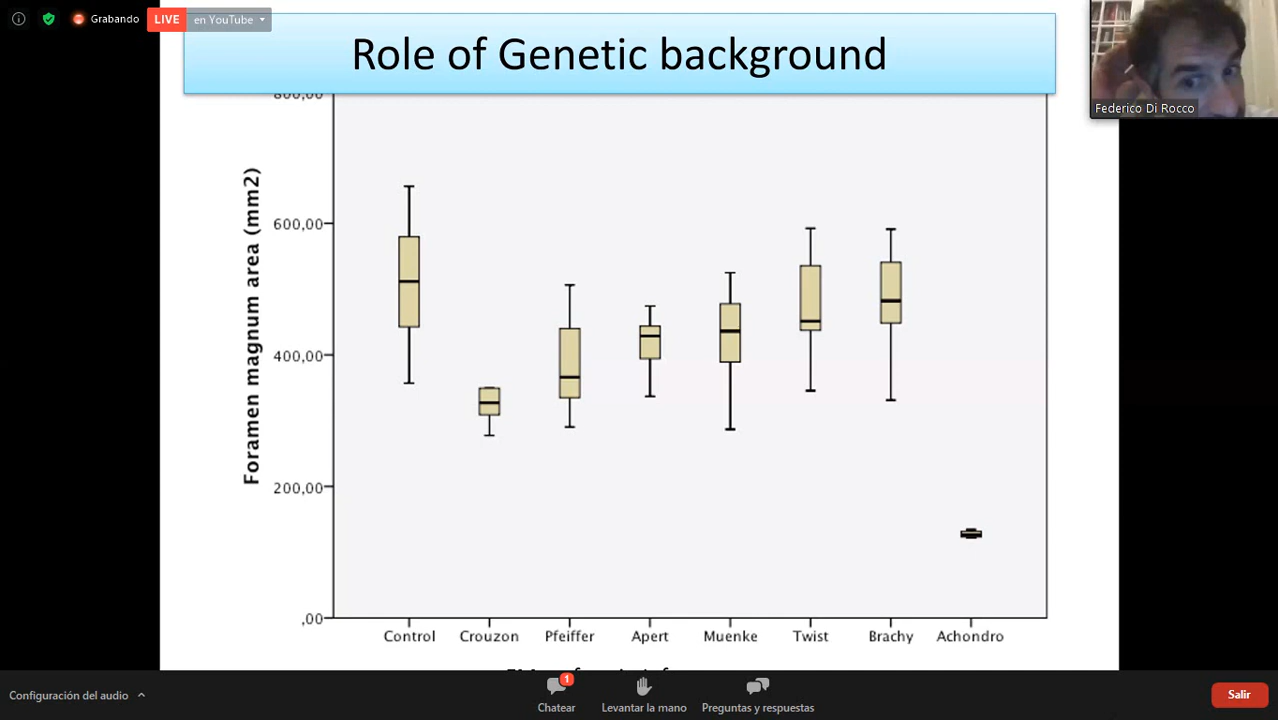 Grabando
LIVE
en YouTube
Role of Genetic background
Federico Di Rocco
800,00
600,00
400,00
200,00
,00
Foramen magnum area (mm2)
Control
Crouzon
Pfeiffer
Apert
Muenke
Twist
Brachy
Achondro
Configuración del audio
1
Chatear
Levantar la mano
Preguntas y respuestas
Salir